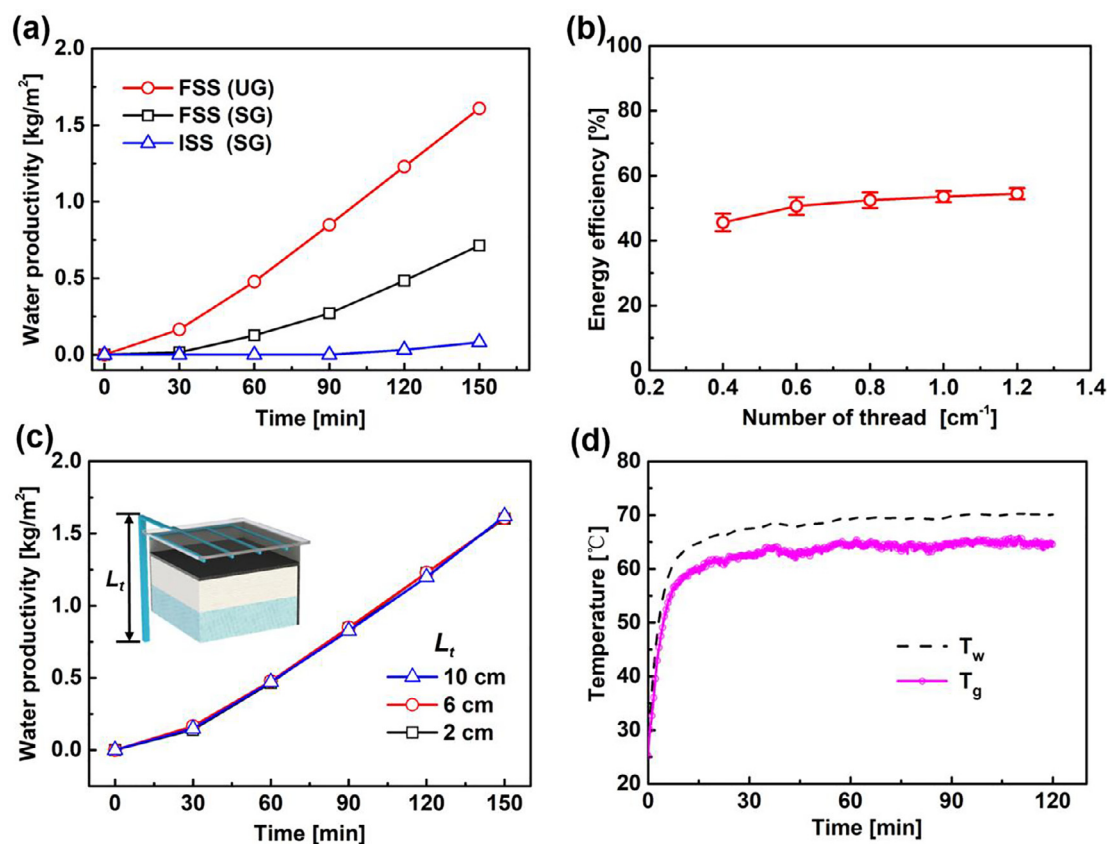 (a)
Water productivity [kg/m²]
2.0
1.5
1.0
0.5
0.0
FSS (UG)
FSS (SG)
ISS (SG)
0 30 60 90 120 150
Time [min]
(b)
Energy efficiency [%]
100
80
60
40
20
0
0.2 0.4 0.6 0.8 1.0 1.2 1.4
Number of thread [cm⁻¹]
(c)
Water productivity [kg/m²]
2.0
1.5
1.0
0.5
0.0
Lt
Lt
10 cm
6 cm
2 cm
0 30 60 90 120 150
Time [min]
(d)
Temperature [℃]
80
70
60
50
40
30
20
Tw
Tg
0 30 60 90 120
Time [min]